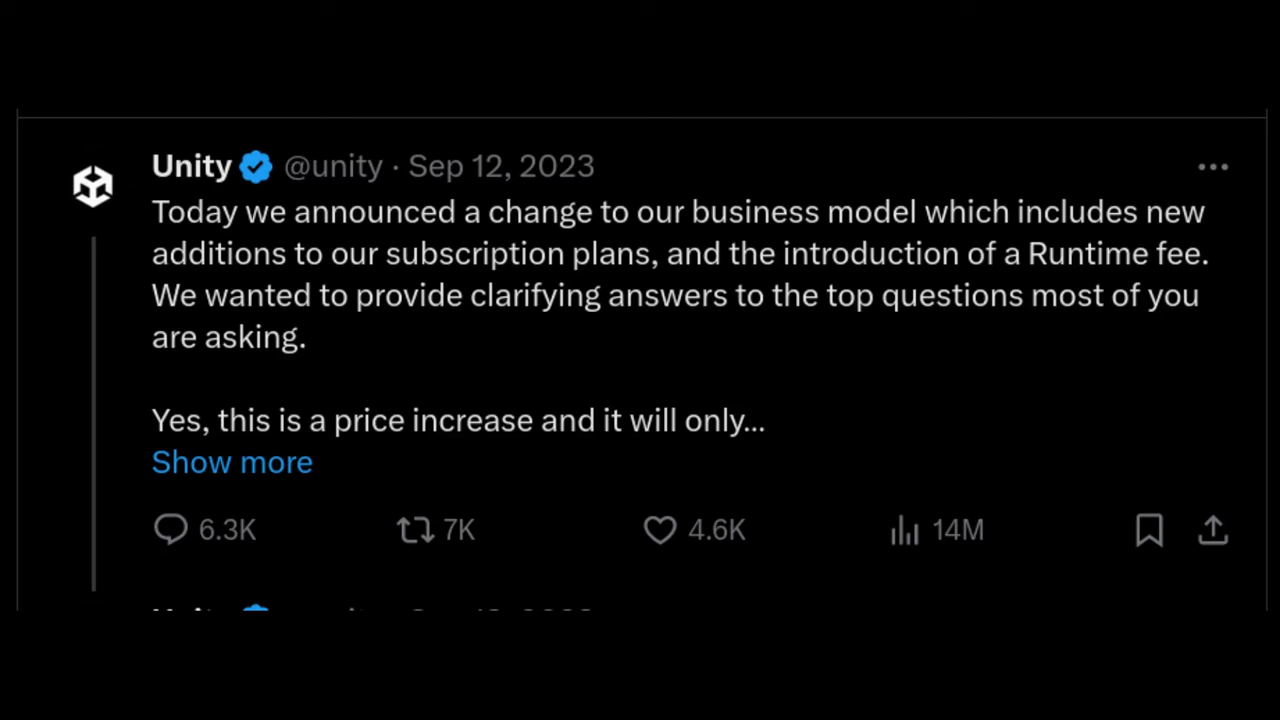 Unity @unity · Sep 12, 2023
Today we announced a change to our business model which includes new
additions to our subscription plans, and the introduction of a Runtime fee.
We wanted to provide clarifying answers to the top questions most of you
are asking.
Yes, this is a price increase and it will only...
Show more
6.3K 7K 4.6K 14M